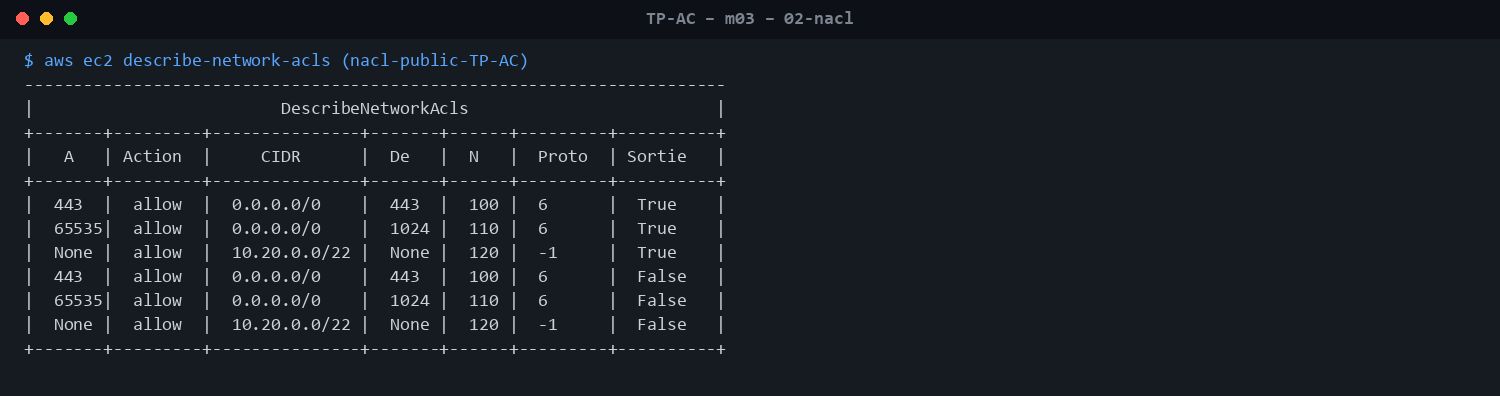 TP-AC – m03 – 02-nacl
$ aws ec2 describe-network-acls (nacl-public-TP-AC)
-----------------------------------------------------------------------
|                         DescribeNetworkAcls                         |
+-------+---------+---------------+-------+------+---------+----------+
|   A   | Action  |     CIDR      |  De   |  N   |  Proto  | Sortie   |
+-------+---------+---------------+-------+------+---------+----------+
|  443  |  allow  |  0.0.0.0/0    |  443  |  100 |  6      |  True    |
|  65535|  allow  |  0.0.0.0/0    |  1024 |  110 |  6      |  True    |
|  None |  allow  |  10.20.0.0/22 |  None |  120 |  -1     |  True    |
|  443  |  allow  |  0.0.0.0/0    |  443  |  100 |  6      |  False   |
|  65535|  allow  |  0.0.0.0/0    |  1024 |  110 |  6      |  False   |
|  None |  allow  |  10.20.0.0/22 |  None |  120 |  -1     |  False   |
+-------+---------+---------------+-------+------+---------+----------+